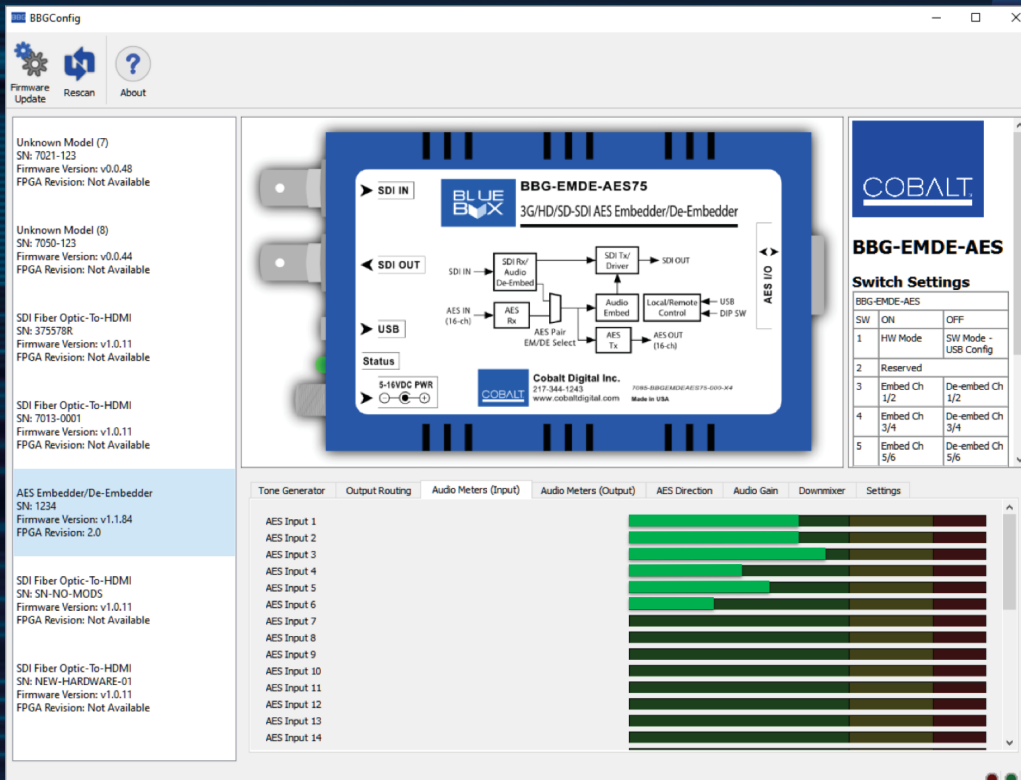 BBGConfig
Firmware
Update
Rescan
About
Unknown Model (7)
SN: 7021-123
Firmware Version: v0.0.48
FPGA Revision: Not Available
Unknown Model (8)
SN: 7050-123
Firmware Version: v0.0.44
FPGA Revision: Not Available
SDI Fiber Optic-To-HDMI
SN: 375578R
Firmware Version: v1.0.11
FPGA Revision: Not Available
SDI Fiber Optic-To-HDMI
SN: 7013-0001
Firmware Version: v1.0.11
FPGA Revision: Not Available
AES Embedder/De-Embedder
SN: 1234
Firmware Version: v1.1.84
FPGA Revision: 2.0
SDI Fiber Optic-To-HDMI
SN: SN-NO-MODS
Firmware Version: v1.0.11
FPGA Revision: Not Available
SDI Fiber Optic-To-HDMI
SN: NEW-HARDWARE-01
Firmware Version: v1.0.11
FPGA Revision: Not Available
SDI IN
BLUE
BOX
BBG-EMDE-AES75
3G/HD/SD-SDI AES Embedder/De-Embedder
SDI OUT
USB
Status
5-16VDC PWR
AES I/O
SDI IN
SDI Rx/
Audio
De-Embed
SDI Tx/
Driver
SDI OUT
AES IN
(16-ch)
AES
Rx
AES Pair
EM/DE Select
Audio
Embed
Local/Remote
Control
USB
DIP SW
AES
Tx
AES OUT
(16-ch)
COBALT
Cobalt Digital Inc.
217-344-1243
www.cobaltdigital.com
7085-BBGEMDEAES75-000-X4
Made in USA
COBALT
BBG-EMDE-AES
Switch Settings
BBG-EMDE-AES
SW ON OFF
1 HW Mode SW Mode -
USB Config
2 Reserved
3 Embed Ch De-embed Ch
1/2 1/2
4 Embed Ch De-embed Ch
3/4 3/4
5 Embed Ch De-embed Ch
5/6 5/6
Tone Generator Output Routing Audio Meters (Input) Audio Meters (Output) AES Direction Audio Gain Downmixer Settings
AES Input 1
AES Input 2
AES Input 3
AES Input 4
AES Input 5
AES Input 6
AES Input 7
AES Input 8
AES Input 9
AES Input 10
AES Input 11
AES Input 12
AES Input 13
AES Input 14